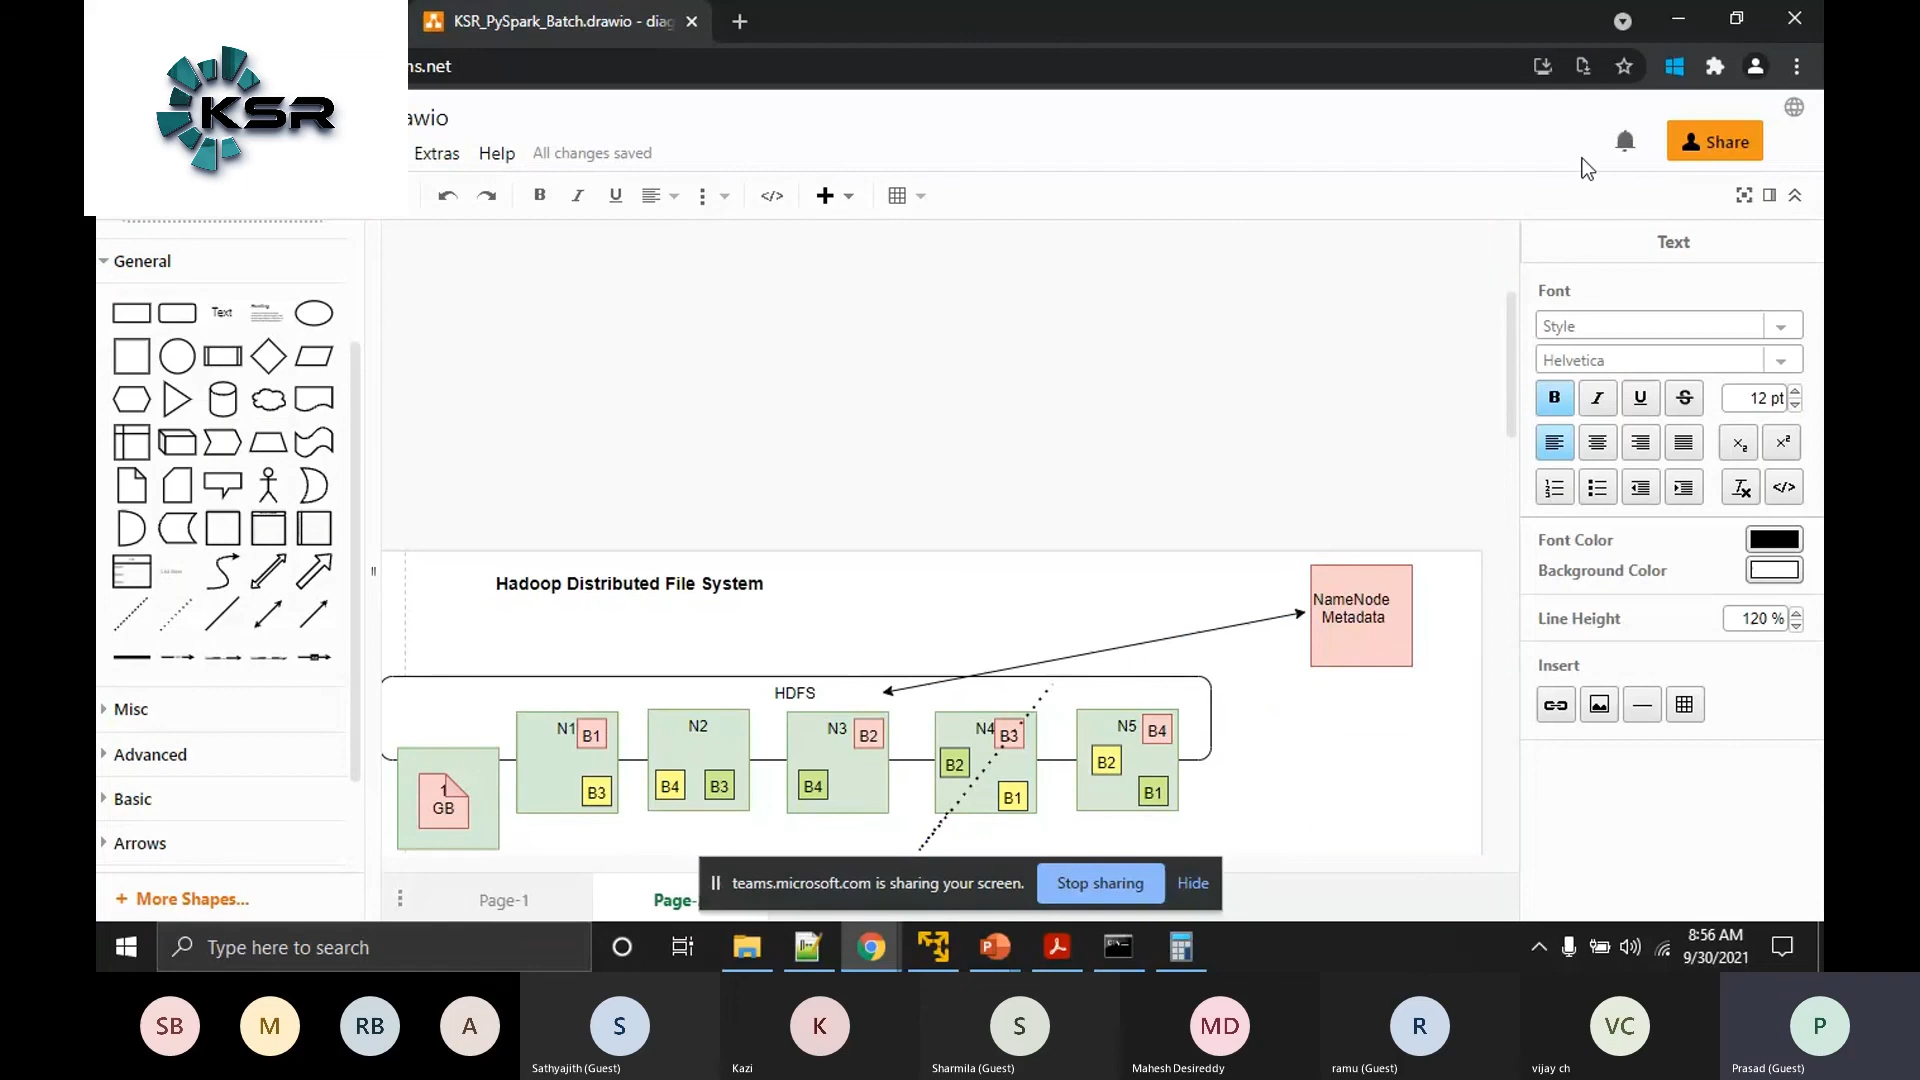 KSR
KSR_PySpark_Batch.drawio - diag
ns.net
awio
Extras Help All changes saved
Share
B I U
General
Text
Misc
Advanced
Basic
Arrows
+ More Shapes...
Hadoop Distributed File System
NameNode
Metadata
HDFS
N1 B1
B3
N2
B4 B3
N3 B2
B4
N4 B3
B2
B1
N5 B4
B2
B1
1
GB
Page-1
Page-
teams.microsoft.com is sharing your screen. Stop sharing Hide
Text
Font
Style
Helvetica
B I U S 12 pt
Font Color
Background Color
Line Height 120 %
Insert
Type here to search
8:56 AM
9/30/2021
SB M RB A S K S MD R VC P
Sathyajith (Guest) Kazi Sharmila (Guest) Mahesh Desireddy ramu (Guest) vijay ch Prasad (Guest)